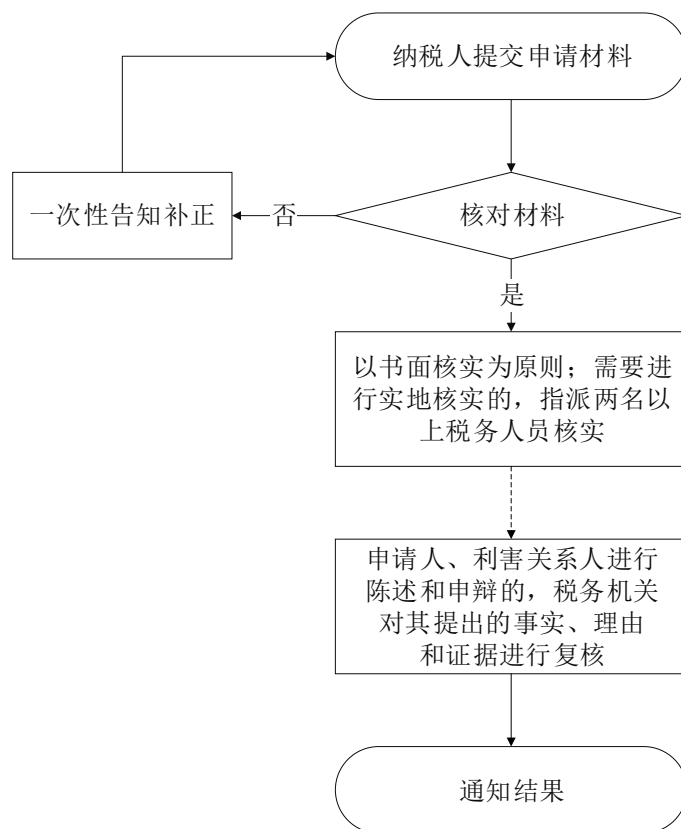 纳税人提交申请材料
一次性告知补正
否
核对材料
是
以书面核实为原则；需要进
行实地核实的，指派两名以
上税务人员核实
申请人、利害关系人进行
陈述和申辩的，税务机关
对其提出的事实、理由
和证据进行复核
通知结果